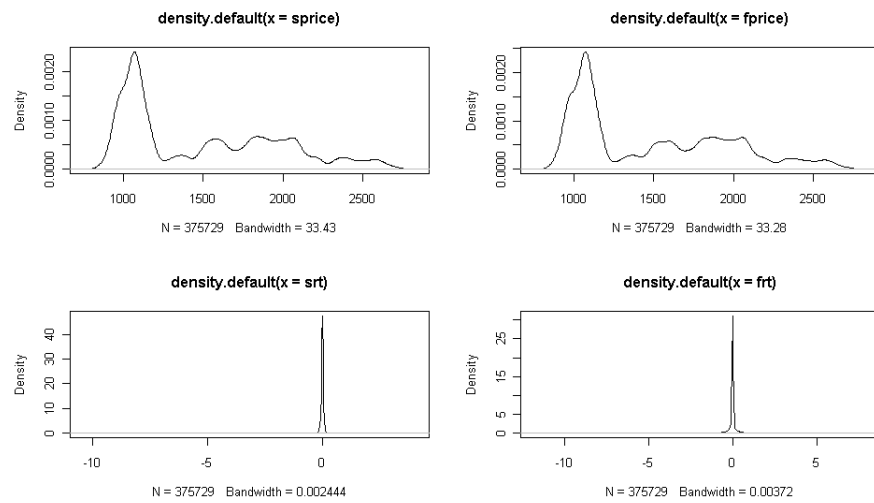 density.default(x = sprice)
Density
0.0000 0.0010 0.0020
1000 1500 2000 2500
N = 375729 Bandwidth = 33.43
density.default(x = fprice)
Density
0.0000 0.0010 0.0020
1000 1500 2000 2500
N = 375729 Bandwidth = 33.28
density.default(x = srt)
Density
0 10 20 30 40
-10 -5 0
N = 375729 Bandwidth = 0.002444
density.default(x = frt)
Density
0 5 15 25
-10 -5 0 5
N = 375729 Bandwidth = 0.00372